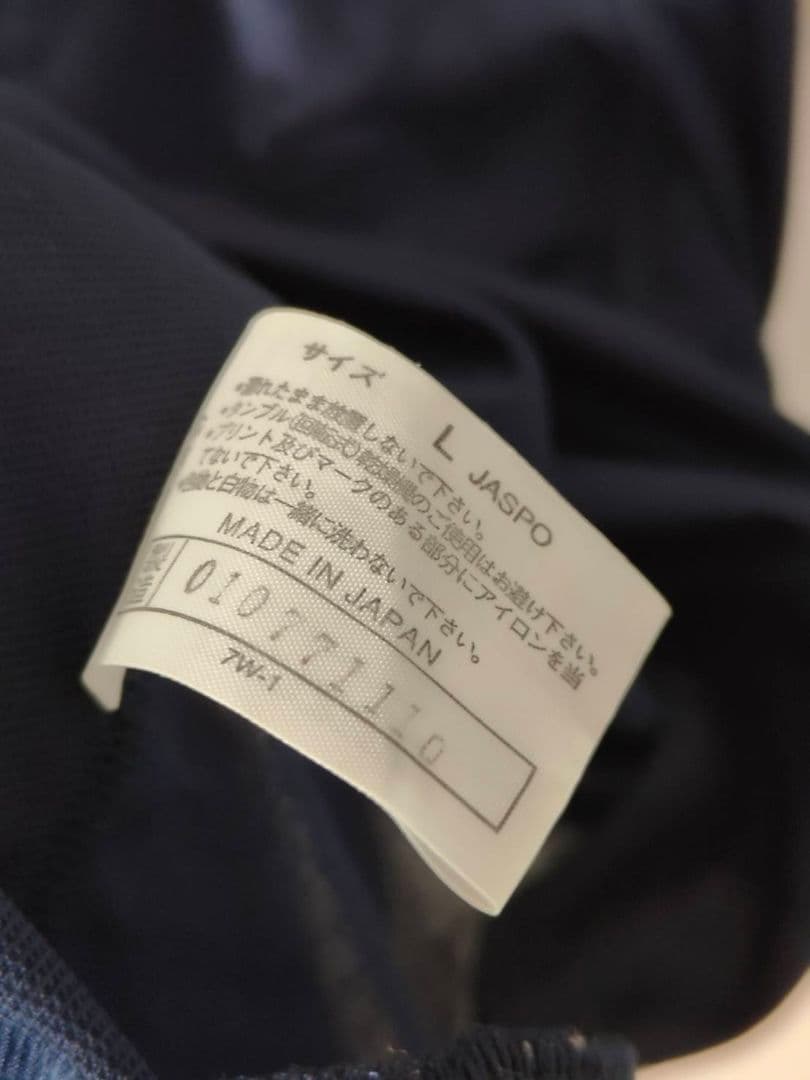 サイズ L JASPO
•濡れたまま放置しないで下さい。
•タンブル(回転式)乾燥機のご使用はお避け下さい。
•プリント及びマークのある部分にアイロンを当
てないで下さい。
と白物は一緒に洗わないで下さい。
MADE IN JAPAN
010771110
7W-1